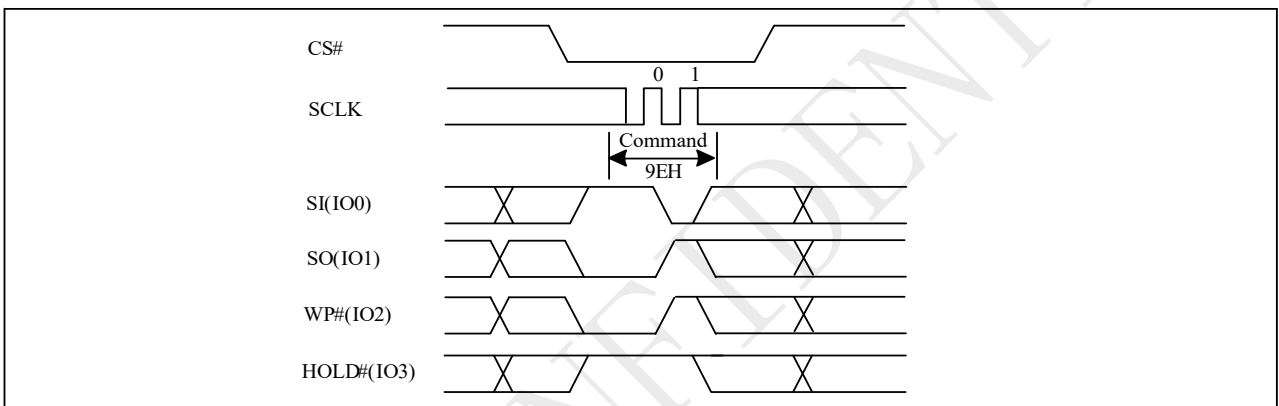 CS#
0 1
SCLK
Command
9EH
SI(IO0)
SO(IO1)
WP#(IO2)
HOLD#(IO3)